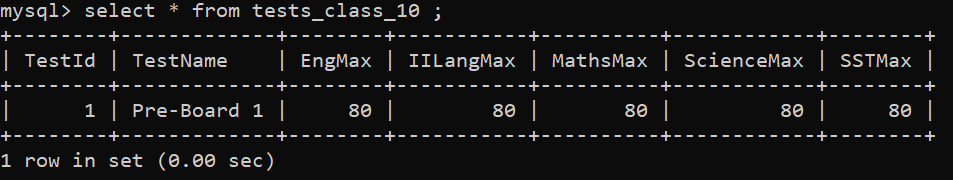 mysql> select * from tests_class_10 ;
+--------+-------------+--------+-----------+----------+------------+--------+
| TestId | TestName    | EngMax | IILangMax | MathsMax | ScienceMax | SSTMax |
+--------+-------------+--------+-----------+----------+------------+--------+
|      1 | Pre-Board 1 |     80 |        80 |       80 |         80 |     80 |
+--------+-------------+--------+-----------+----------+------------+--------+
1 row in set (0.00 sec)